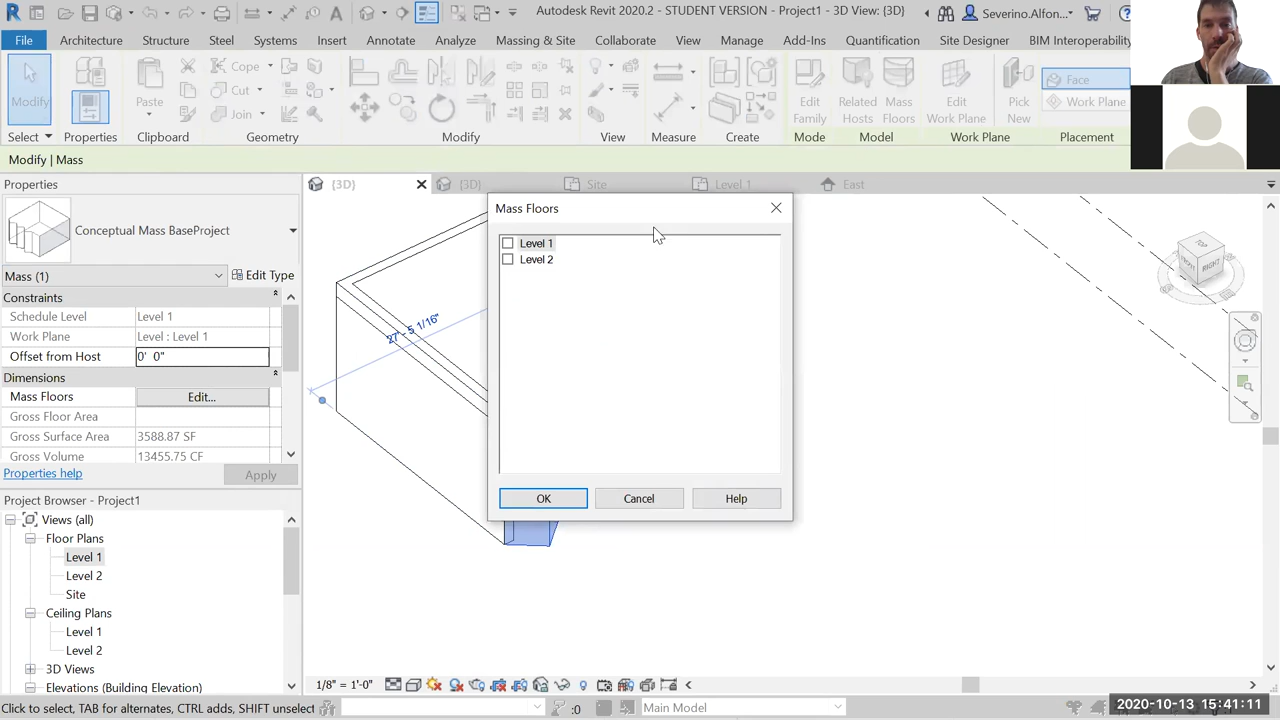 Autodesk Revit 2020.2 - STUDENT VERSION - Project1 - 3D View: {3D}
Severino.Alfon...
File Architecture Structure Steel Systems Insert Annotate Analyze Massing & Site Collaborate View Manage Add-Ins Quantification Site Designer BIM Interoperability
Modify
Paste
Cope
Cut
Join
Edit Family
Related Hosts
Mass Floors
Edit Work Plane
Pick New
Face
Work Plane
Select Properties Clipboard Geometry Modify View Measure Create Mode Model Work Plane Placement
Modify | Mass
Properties
{3D} {3D} Site Level 1 East
Conceptual Mass BaseProject
Mass (1) Edit Type
Constraints
Schedule Level Level 1
Work Plane Level : Level 1
Offset from Host 0' 0"
Dimensions
Mass Floors Edit...
Gross Floor Area
Gross Surface Area 3588.87 SF
Gross Volume 13455.75 CF
Properties help Apply
Project Browser - Project1
Views (all)
Floor Plans
Level 1
Level 2
Site
Ceiling Plans
Level 1
Level 2
3D Views
Elevations (Building Elevation)
27' - 5 1/16"
Mass Floors
Level 1
Level 2
OK Cancel Help
TOP
FRONT RIGHT
1/8" = 1'-0"
Click to select, TAB for alternates, CTRL adds, SHIFT unselect
:0 Main Model
2020-10-13 15:41:11